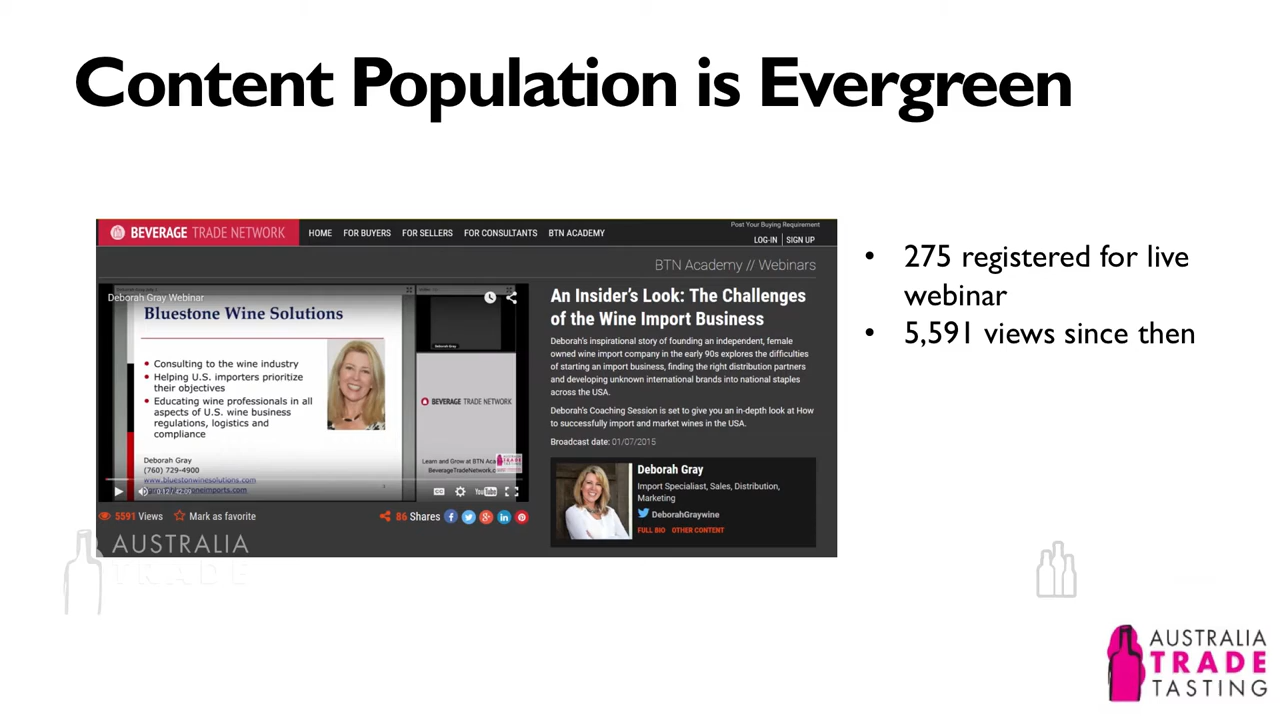 Content Population is Evergreen
BEVERAGE TRADE NETWORK
HOME FOR BUYERS FOR SELLERS FOR CONSULTANTS BTN ACADEMY
Post Your Buying Requirement
LOG-IN | SIGN UP
BTN Academy // Webinars
Deborah Gray Webinar
Bluestone Wine Solutions
• Consulting to the wine industry
• Helping U.S. importers prioritize
their objectives
• Educating wine professionals in all
aspects of U.S. wine business
regulations, logistics and
compliance
Deborah Gray
(760) 729-4900
www.bluestonwinesolutions.com
Deborah Gray
BEVERAGE TRADE NETWORK
Learn and Grow at BTN
BeverageTradeNetwork.
YouTube
5591 Views
Mark as favorite
86 Shares
An Insider's Look: The Challenges
of the Wine Import Business
Deborah's inspirational story of founding an independent, female
owned wine import company in the early 90s explores the difficulties
of starting an import business, finding the right distribution partners
and developing unknown international brands into national staples
across the USA.
Deborah's Coaching Session is set to give you an in-depth look at How
to successfully import and market wines in the USA.
Broadcast date: 01/07/2015
Deborah Gray
Import Specialiast, Sales, Distribution,
Marketing
DeborahGraywine
FULL BIO OTHER CONTENT
• 275 registered for live
webinar
• 5,591 views since then
AUSTRALIA
TRADE
AUSTRALIA
TRADE
TASTING